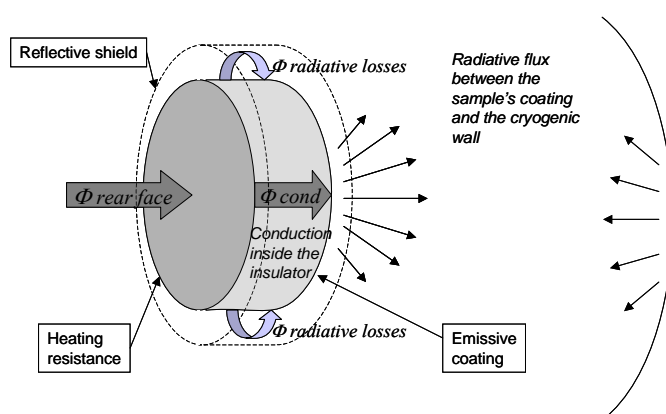 Reflective shield
Φ radiative losses
Radiative flux
between the
sample's coating
and the cryogenic
wall
Φ rear face
Φ cond
Conduction
inside the
insulator
Φ radiative losses
Heating
resistance
Emissive
coating